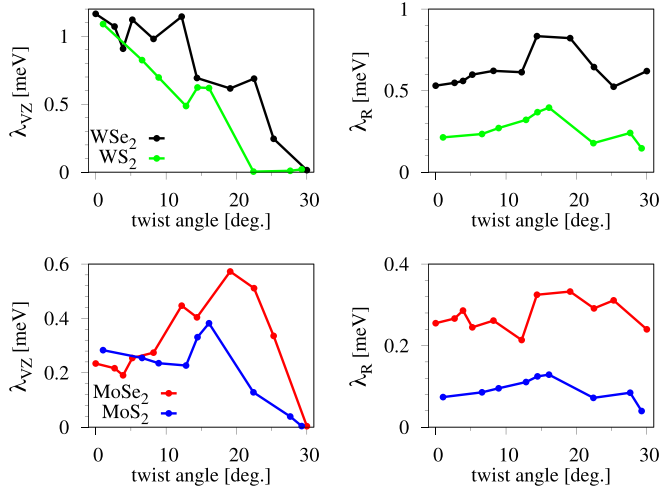 λVZ [meV]
1
0.5
0
WSe2
WS2
0 10 20 30
twist angle [deg.]
λR [meV]
1
0.5
0
0 10 20 30
twist angle [deg.]
λVZ [meV]
0.6
0.4
0.2
0
MoSe2
MoS2
0 10 20 30
twist angle [deg.]
λR [meV]
0.4
0.2
0
0 10 20 30
twist angle [deg.]